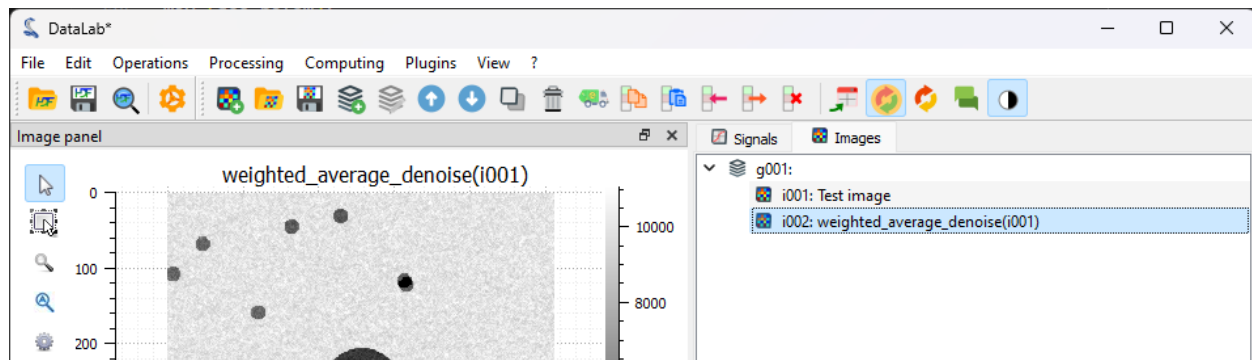 DataLab*
File Edit Operations Processing Computing Plugins View ?
Image panel
Signals Images
weighted_average_denoise(i001)
g001:
i001: Test image
i002: weighted_average_denoise(i001)
0
100
200
10000
8000